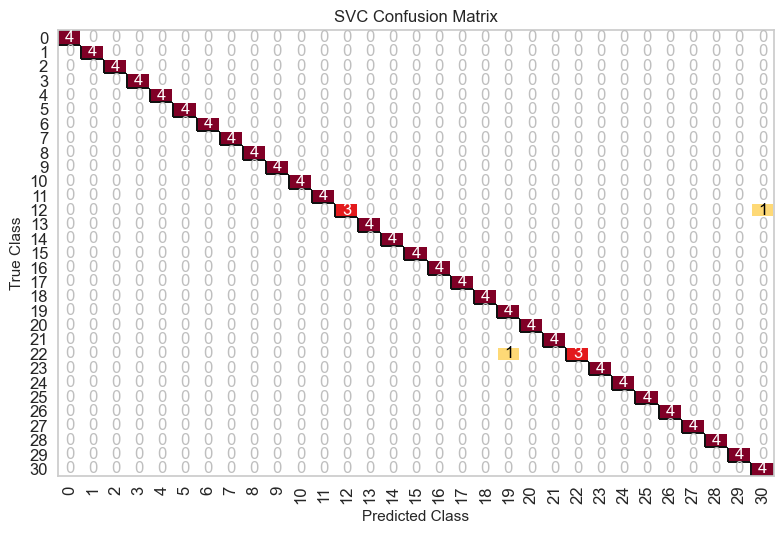 SVC Confusion Matrix
0 4 0 0 0 0 0 0 0 0 0 0 0 0 0 0 0 0 0 0 0 0 0 0 0 0 0 0 0 0 0 0
1 0 4 0 0 0 0 0 0 0 0 0 0 0 0 0 0 0 0 0 0 0 0 0 0 0 0 0 0 0 0 0
2 0 0 4 0 0 0 0 0 0 0 0 0 0 0 0 0 0 0 0 0 0 0 0 0 0 0 0 0 0 0 0
3 0 0 0 4 0 0 0 0 0 0 0 0 0 0 0 0 0 0 0 0 0 0 0 0 0 0 0 0 0 0 0
4 0 0 0 0 4 0 0 0 0 0 0 0 0 0 0 0 0 0 0 0 0 0 0 0 0 0 0 0 0 0 0
5 0 0 0 0 0 4 0 0 0 0 0 0 0 0 0 0 0 0 0 0 0 0 0 0 0 0 0 0 0 0 0
6 0 0 0 0 0 0 4 0 0 0 0 0 0 0 0 0 0 0 0 0 0 0 0 0 0 0 0 0 0 0 0
7 0 0 0 0 0 0 0 4 0 0 0 0 0 0 0 0 0 0 0 0 0 0 0 0 0 0 0 0 0 0 0
8 0 0 0 0 0 0 0 0 4 0 0 0 0 0 0 0 0 0 0 0 0 0 0 0 0 0 0 0 0 0 0
9 0 0 0 0 0 0 0 0 0 4 0 0 0 0 0 0 0 0 0 0 0 0 0 0 0 0 0 0 0 0 0
10 0 0 0 0 0 0 0 0 0 0 4 0 0 0 0 0 0 0 0 0 0 0 0 0 0 0 0 0 0 0 0
11 0 0 0 0 0 0 0 0 0 0 0 4 0 0 0 0 0 0 0 0 0 0 0 0 0 0 0 0 0 0 0
12 0 0 0 0 0 0 0 0 0 0 0 0 3 0 0 0 0 0 0 0 0 0 0 0 0 0 0 0 0 0 1
13 0 0 0 0 0 0 0 0 0 0 0 0 0 4 0 0 0 0 0 0 0 0 0 0 0 0 0 0 0 0 0
14 0 0 0 0 0 0 0 0 0 0 0 0 0 0 4 0 0 0 0 0 0 0 0 0 0 0 0 0 0 0 0
15 0 0 0 0 0 0 0 0 0 0 0 0 0 0 0 4 0 0 0 0 0 0 0 0 0 0 0 0 0 0 0
16 0 0 0 0 0 0 0 0 0 0 0 0 0 0 0 0 4 0 0 0 0 0 0 0 0 0 0 0 0 0 0
17 0 0 0 0 0 0 0 0 0 0 0 0 0 0 0 0 0 4 0 0 0 0 0 0 0 0 0 0 0 0 0
18 0 0 0 0 0 0 0 0 0 0 0 0 0 0 0 0 0 0 4 0 0 0 0 0 0 0 0 0 0 0 0
19 0 0 0 0 0 0 0 0 0 0 0 0 0 0 0 0 0 0 0 4 0 0 0 0 0 0 0 0 0 0 0
20 0 0 0 0 0 0 0 0 0 0 0 0 0 0 0 0 0 0 0 0 4 0 0 0 0 0 0 0 0 0 0
21 0 0 0 0 0 0 0 0 0 0 0 0 0 0 0 0 0 0 0 0 0 4 0 0 0 0 0 0 0 0 0
22 0 0 0 0 0 0 0 0 0 0 0 0 0 0 0 0 0 0 0 1 0 0 3 0 0 0 0 0 0 0 0
23 0 0 0 0 0 0 0 0 0 0 0 0 0 0 0 0 0 0 0 0 0 0 0 4 0 0 0 0 0 0 0
24 0 0 0 0 0 0 0 0 0 0 0 0 0 0 0 0 0 0 0 0 0 0 0 0 4 0 0 0 0 0 0
25 0 0 0 0 0 0 0 0 0 0 0 0 0 0 0 0 0 0 0 0 0 0 0 0 0 4 0 0 0 0 0
26 0 0 0 0 0 0 0 0 0 0 0 0 0 0 0 0 0 0 0 0 0 0 0 0 0 0 4 0 0 0 0
27 0 0 0 0 0 0 0 0 0 0 0 0 0 0 0 0 0 0 0 0 0 0 0 0 0 0 0 4 0 0 0
28 0 0 0 0 0 0 0 0 0 0 0 0 0 0 0 0 0 0 0 0 0 0 0 0 0 0 0 0 4 0 0
29 0 0 0 0 0 0 0 0 0 0 0 0 0 0 0 0 0 0 0 0 0 0 0 0 0 0 0 0 0 4 0
30 0 0 0 0 0 0 0 0 0 0 0 0 0 0 0 0 0 0 0 0 0 0 0 0 0 0 0 0 0 0 4
True Class
0 1 2 3 4 5 6 7 8 9 10 11 12 13 14 15 16 17 18 19 20 21 22 23 24 25 26 27 28 29 30
Predicted Class